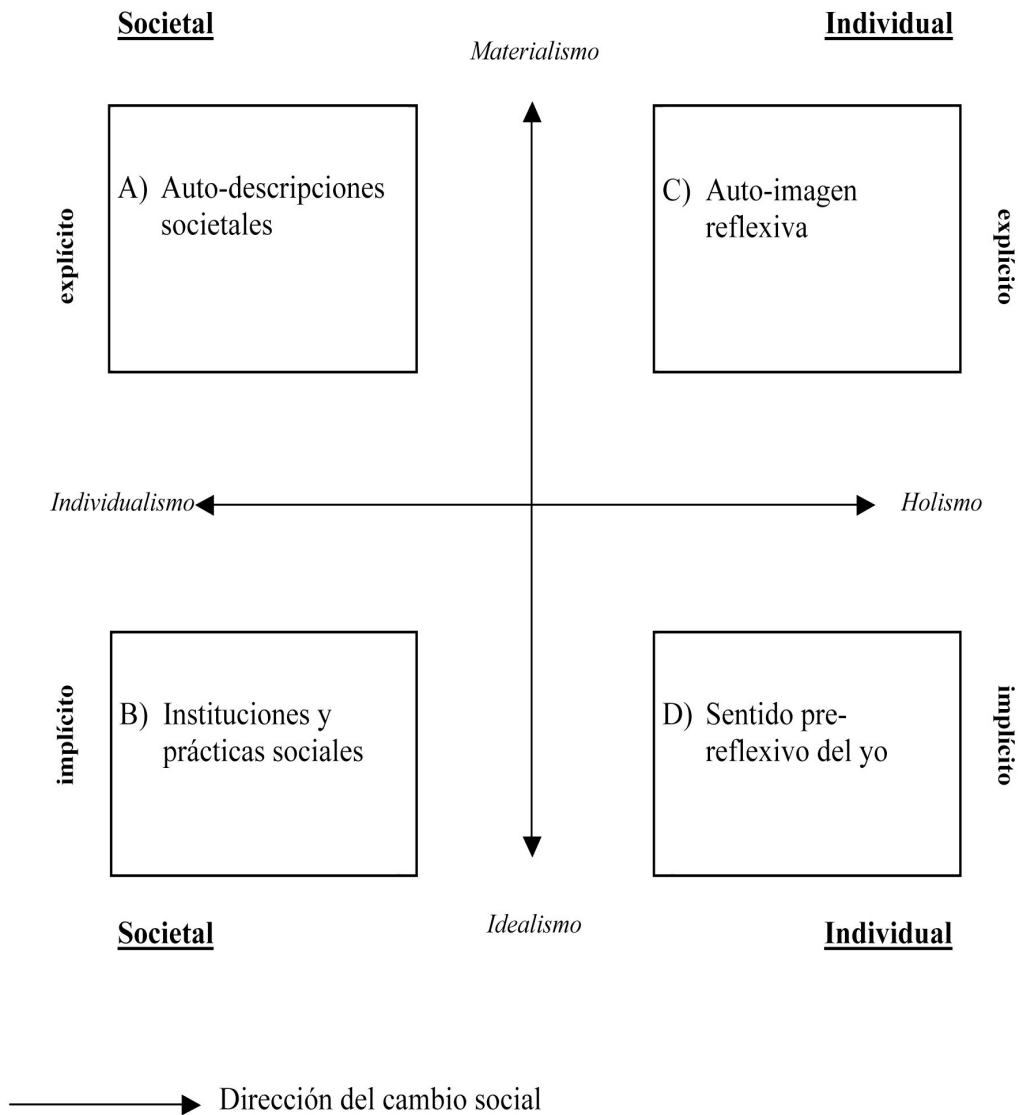 Societal
Individual
Materialismo
A) Auto-descripciones
societales
C) Auto-imagen
reflexiva
explícito
explícito
Individualismo
Holismo
B) Instituciones y
prácticas sociales
D) Sentido pre-
reflexivo del yo
implícito
implícito
Idealismo
Societal
Individual
Dirección del cambio social